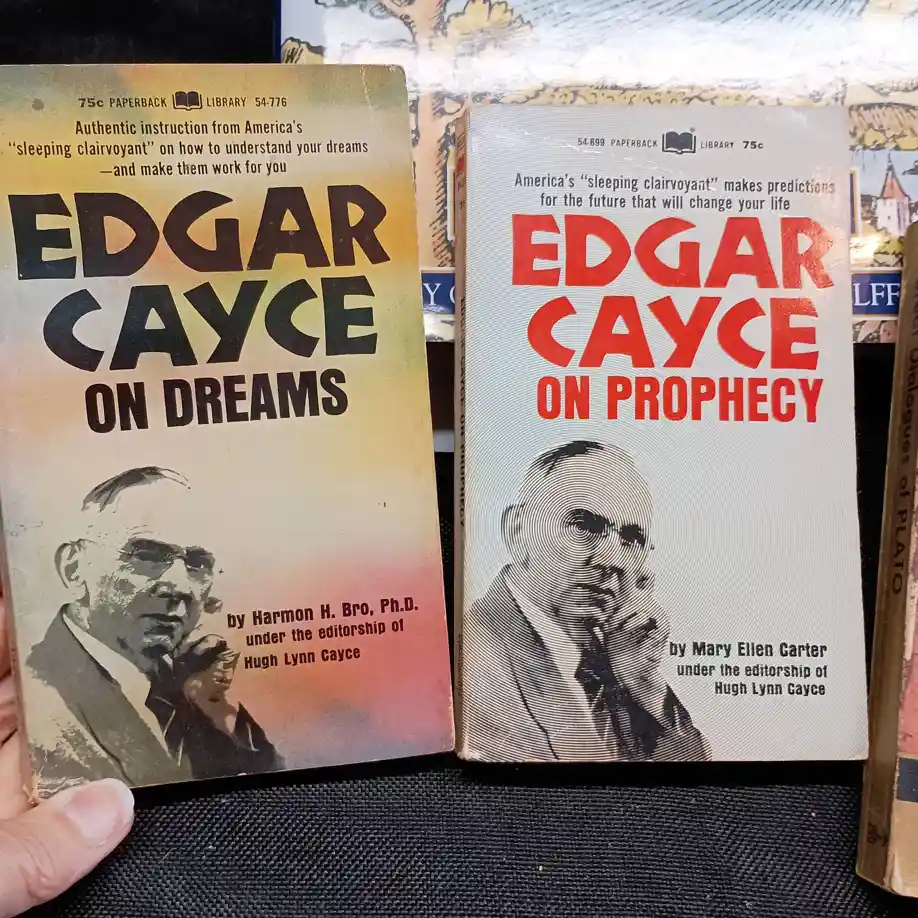 75c PAPERBACK LIBRARY 54-776
Authentic instruction from America's
"sleeping clairvoyant" on how to understand your dreams
—and make them work for you
EDGAR
CAYCE
ON DREAMS
by Harmon H. Bro, Ph.D.
under the editorship of
Hugh Lynn Cayce
54-699 PAPERBACK LIBRARY 75c
America's "sleeping clairvoyant" makes predictions
for the future that will change your life
EDGAR
CAYCE
ON PROPHECY
by Mary Ellen Carter
under the editorship of
Hugh Lynn Cayce
Dialogues of PLATO